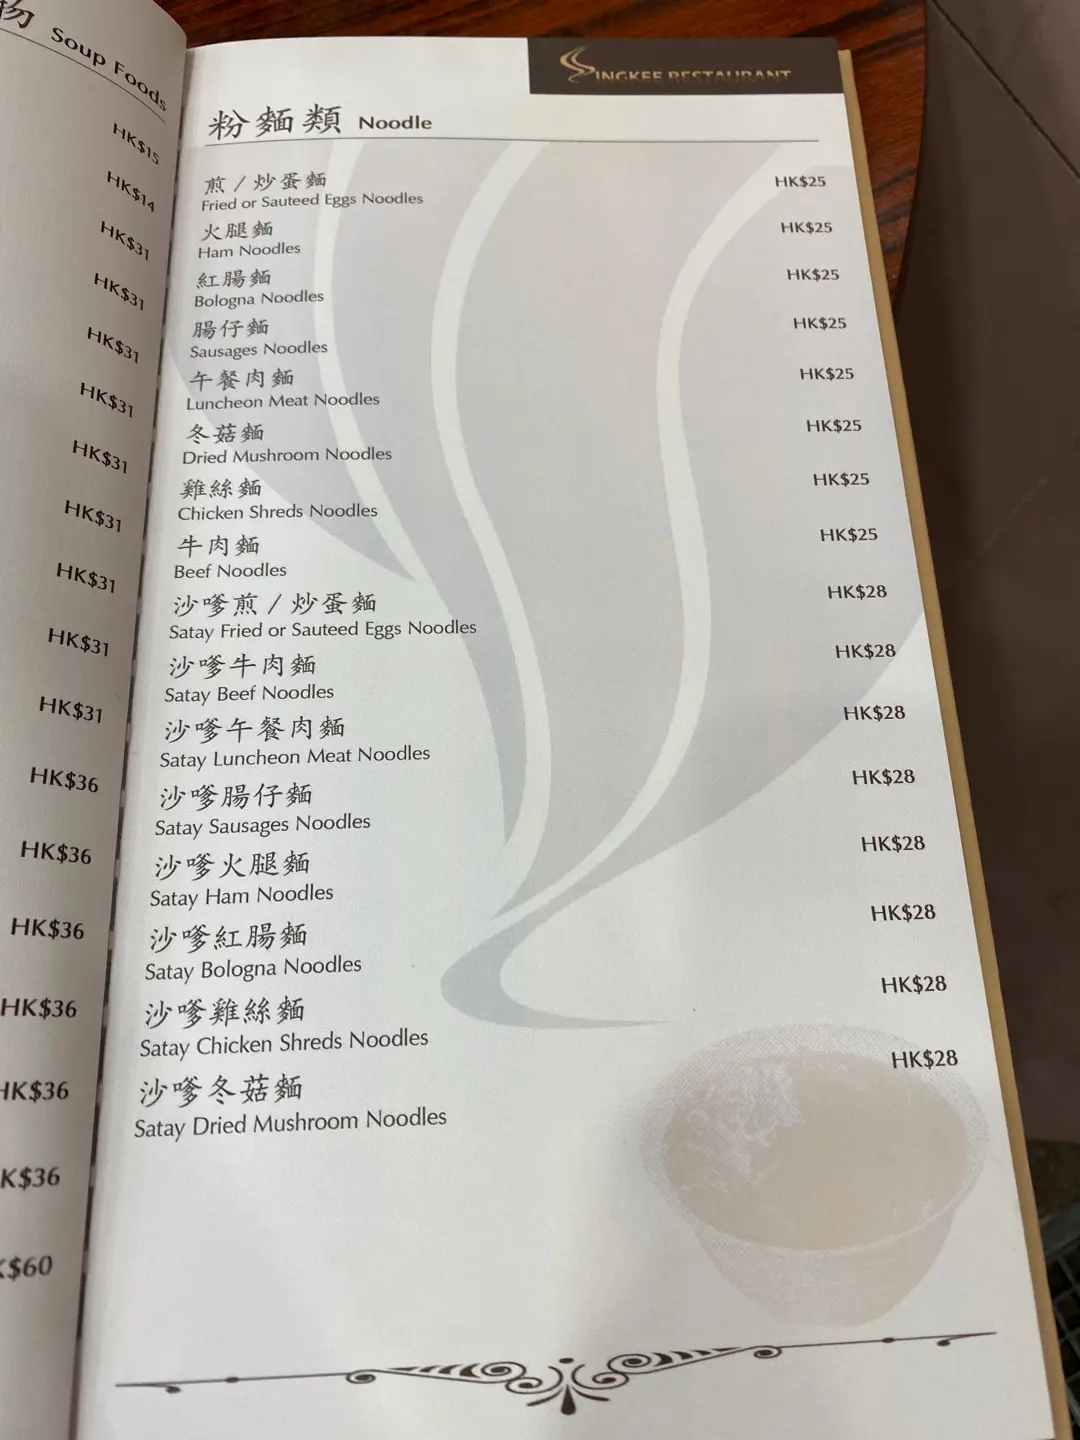 Soup Foods
HK$15
HK$14
HK$31
HK$31
HK$31
HK$31
HK$31
HK$31
HK$31
HK$31
HK$31
HK$36
HK$36
HK$36
HK$36
HK$36
K$36
$60
SINGKEE RESTAURANT
粉麵類 Noodle
煎 / 炒蛋麵 HK$25
Fried or Sauteed Eggs Noodles
火腿麵 HK$25
Ham Noodles
紅腸麵 HK$25
Bologna Noodles
腸仔麵 HK$25
Sausages Noodles
午餐肉麵 HK$25
Luncheon Meat Noodles
冬菇麵 HK$25
Dried Mushroom Noodles
雞絲麵 HK$25
Chicken Shreds Noodles
牛肉麵 HK$25
Beef Noodles
沙嗲煎 / 炒蛋麵 HK$28
Satay Fried or Sauteed Eggs Noodles
沙嗲牛肉麵 HK$28
Satay Beef Noodles
沙嗲午餐肉麵 HK$28
Satay Luncheon Meat Noodles
沙嗲腸仔麵 HK$28
Satay Sausages Noodles
沙嗲火腿麵 HK$28
Satay Ham Noodles
沙嗲紅腸麵 HK$28
Satay Bologna Noodles
沙嗲雞絲麵 HK$28
Satay Chicken Shreds Noodles
沙嗲冬菇麵 HK$28
Satay Dried Mushroom Noodles